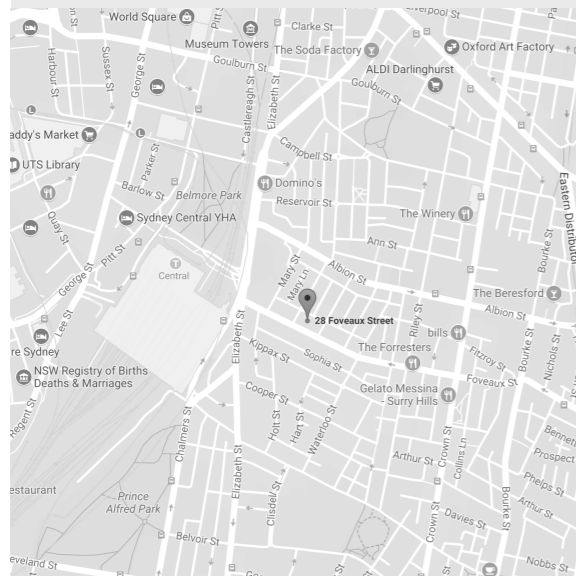 World Square
Pitt St
Clarke St
Liverpool St
Museum Towers
The Soda Factory
Oxford Art Factory
Goulburn St
ALDI Darlinghurst
Goulburn St
Harbour St
Sussex St
George St
Castlereagh St
Elizabeth St
addy's Market
UTS Library
Parker St
Campbell St
Barlow St
Belmore Park
Domino's
Reservoir St
Eastern Distributor
Quay St
Sydney Central YHA
The Winery
Pitt St
Ann St
Bourke St
Central
Mary St
Mary Ln
Albion St
George St
The Beresford
Albion St
Lee St
28 Foveaux Street
Riley St
bills
re Sydney
Elizabeth St
Kippax St
Sophia St
The Forresters
Fitzroy St
Bourke St
Nichols St
NSW Registry of Births
Deaths & Marriages
Foveaux St
Gelato Messina
- Surry Hills
Cooper St
Regent St
Chalmers St
Holt St
Hart St
Waterloo St
Crown St
Collins Ln
Bennett
Arthur St
Prospect
Elizabeth St
Phelps St
estaurant
Prince
Alfred Park
Clisdell St
Bourke St
Arthur St
Crown St
Davies St
Belvoir St
Nobbs St
eveland St